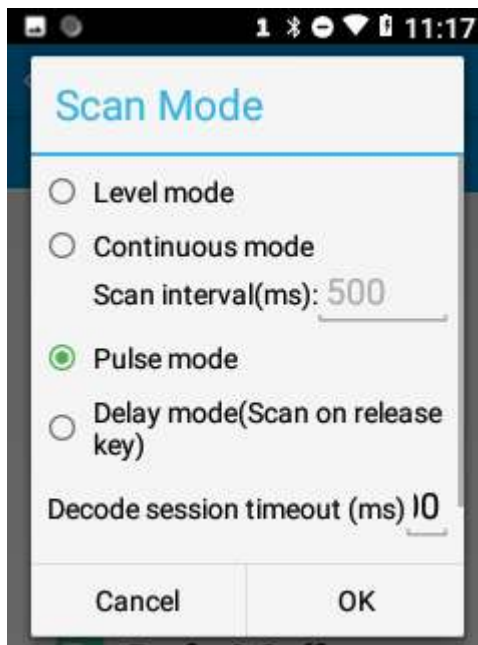 1 11:17
Scan Mode
Level mode
Continuous mode
Scan interval(ms): 500
Pulse mode
Delay mode(Scan on release
key)
Decode session timeout (ms)
Cancel OK